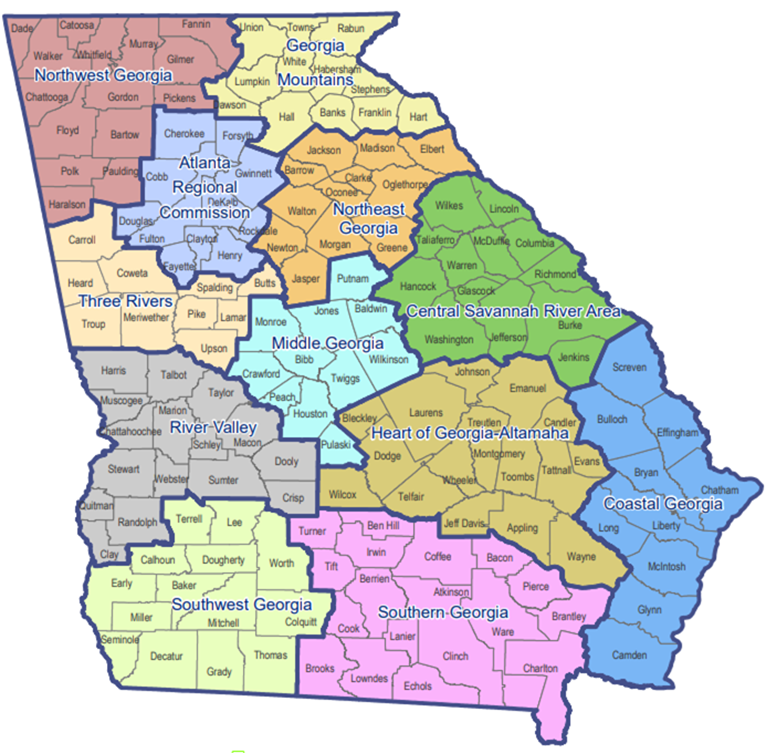 Dade
Catoosa
Fannin
Walker
Whitfield
Murray
Gilmer
Northwest Georgia
Chattooga
Gordon
Pickens
Floyd
Bartow
Polk
Paulding
Haralson
Union
Towns
Rabun
Georgia
Mountains
White
Habersham
Lumpkin
Stephens
Dawson
Hall
Banks
Franklin
Hart
Cherokee
Forsyth
Atlanta
Regional
Commission
Cobb
Gwinnett
DeKalb
Douglas
Fulton
Clayton
Rockdale
Fayette
Henry
Jackson
Madison
Elbert
Barrow
Clarke
Oconee
Oglethorpe
Walton
Northeast
Georgia
Newton
Morgan
Greene
Jasper
Wilkes
Lincoln
Taliaferro
McDuffie
Columbia
Warren
Richmond
Hancock
Glascock
Central Savannah River Area
Burke
Washington
Jefferson
Jenkins
Carroll
Coweta
Heard
Spalding
Butts
Three Rivers
Troup
Meriwether
Pike
Lamar
Upson
Putnam
Jones
Baldwin
Monroe
Middle Georgia
Bibb
Wilkinson
Crawford
Twiggs
Peach
Houston
Pulaski
Harris
Talbot
Taylor
Muscogee
Marion
Chattahoochee
River Valley
Schley
Macon
Stewart
Webster
Sumter
Dooly
Crisp
Quitman
Randolph
Clay
Johnson
Emanuel
Laurens
Bleckley
Treutlen
Candler
Heart of Georgia-Altamaha
Dodge
Montgomery
Evans
Wheeler
Toombs
Tattnall
Wilcox
Telfair
Jeff Davis
Appling
Wayne
Screven
Bulloch
Effingham
Bryan
Chatham
Coastal Georgia
Long
Liberty
McIntosh
Glynn
Camden
Terrell
Lee
Calhoun
Dougherty
Worth
Early
Baker
Southwest Georgia
Miller
Mitchell
Colquitt
Seminole
Decatur
Grady
Thomas
Turner
Ben Hill
Irwin
Coffee
Bacon
Tift
Berrien
Atkinson
Pierce
Southern Georgia
Brantley
Cook
Lanier
Ware
Clinch
Brooks
Lowndes
Echols
Charlton